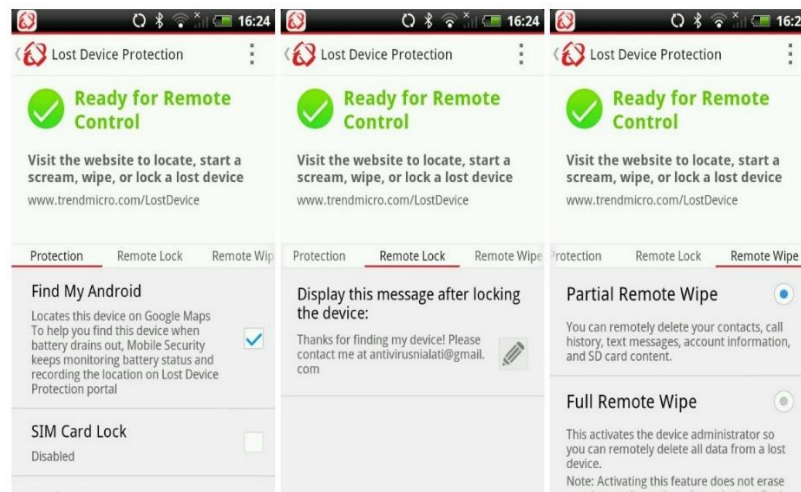 16:24
Lost Device Protection
Ready for Remote
Control
Visit the website to locate, start a
scream, wipe, or lock a lost device
www.trendmicro.com/LostDevice
Protection Remote Lock Remote Wip
Find My Android
Locates this device on Google Maps
To help you find this device when
battery drains out, Mobile Security
keeps monitoring battery status and
recording the location on Lost Device
Protection portal
SIM Card Lock
Disabled
16:24
Lost Device Protection
Ready for Remote
Control
Visit the website to locate, start a
scream, wipe, or lock a lost device
www.trendmicro.com/LostDevice
Protection Remote Lock Remote Wipe
Display this message after locking
the device:
Thanks for finding my device! Please
contact me at antivirusnialati@gmail.
com
16:2
Lost Device Protection
Ready for Remote
Control
Visit the website to locate, start a
scream, wipe, or lock a lost device
www.trendmicro.com/LostDevice
Protection Remote Lock Remote Wipe
Partial Remote Wipe
You can remotely delete your contacts, call
history, text messages, account information,
and SD card content.
Full Remote Wipe
This activates the device administrator so
you can remotely delete all data from a lost
device.
Note: Activating this feature does not erase